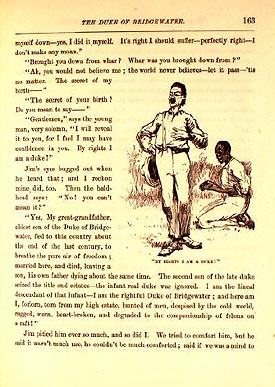 THE DUKE OF BRIDGEWATER.
163
myself down—yes, I did it myself. It's right I should suffer—perfectly right—I
don't make any moan."
"Brought you down from whar? Whar was you brought down from?"
"Ah, you would not believe me; the world never believes—let it pass—'tis
no matter. The secret of my
birth——"
"The secret of your birth?
Do you mean to say——"
"Gentlemen," says the young
man, very solemn, "I will reveal
it to you, for I feel I may have
confidence in you. By rights I
am a duke!"
Jim's eyes bugged out when
he heard that; and I reckon
mine did, too. Then the bald-
head says: "No! you can't
mean it?"
"Yes. My great-grandfather,
eldest son of the Duke of Bridge-
water, fled to this country about
the end of the last century, to
breathe the pure air of freedom;
married here, and died, leaving a
"BY RIGHTS I AM A DUKE!"
son, his own father dying about the same time. The second son of the late duke
seized the title and estates—the infant real duke was ignored. I am the lineal
descendant of that infant—I am the rightful Duke of Bridgewater; and here am
I, forlorn, torn from my high estate, hunted of men, despised by the cold world,
ragged, worn, heart-broken, and degraded to the companionship of felons on
a raft!"
Jim pitied him ever so much, and so did I. We tried to comfort him, but he
said it warn't much use, he couldn't be much comforted; said if we was a mind to